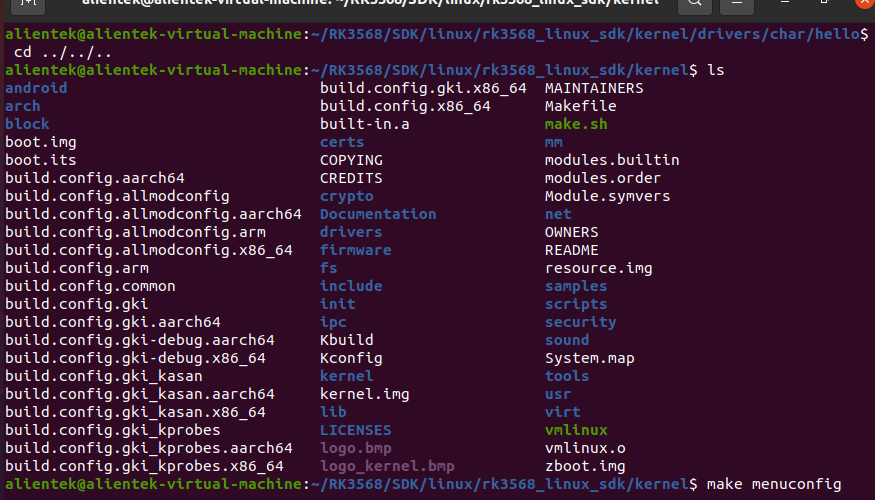 alientek@alientek-virtual-machine: ~/RK3568/SDK/linux/rk3568_linux_sdk/kernel
alientek@alientek-virtual-machine:~/RK3568/SDK/linux/rk3568_linux_sdk/kernel/drivers/char/hello$
cd ../../..
alientek@alientek-virtual-machine:~/RK3568/SDK/linux/rk3568_linux_sdk/kernel$ ls
android build.config.gki.x86_64 MAINTAINERS
arch build.config.x86_64 Makefile
block built-in.a make.sh
boot.img certs mm
boot.its COPYING modules.builtin
build.config.aarch64 CREDITS modules.order
build.config.allmodconfig crypto Module.symvers
build.config.allmodconfig.aarch64 Documentation net
build.config.allmodconfig.arm drivers OWNERS
build.config.allmodconfig.x86_64 firmware README
build.config.arm fs resource.img
build.config.common include samples
build.config.gki init scripts
build.config.gki.aarch64 ipc security
build.config.gki-debug.aarch64 Kbuild sound
build.config.gki-debug.x86_64 Kconfig System.map
build.config.gki_kasan kernel tools
build.config.gki_kasan.aarch64 kernel.img usr
build.config.gki_kasan.x86_64 lib virt
build.config.gki_kprobes LICENSES vmlinux
build.config.gki_kprobes.aarch64 logo.bmp vmlinux.o
build.config.gki_kprobes.x86_64 logo_kernel.bmp zboot.img
alientek@alientek-virtual-machine:~/RK3568/SDK/linux/rk3568_linux_sdk/kernel$ make menuconfig